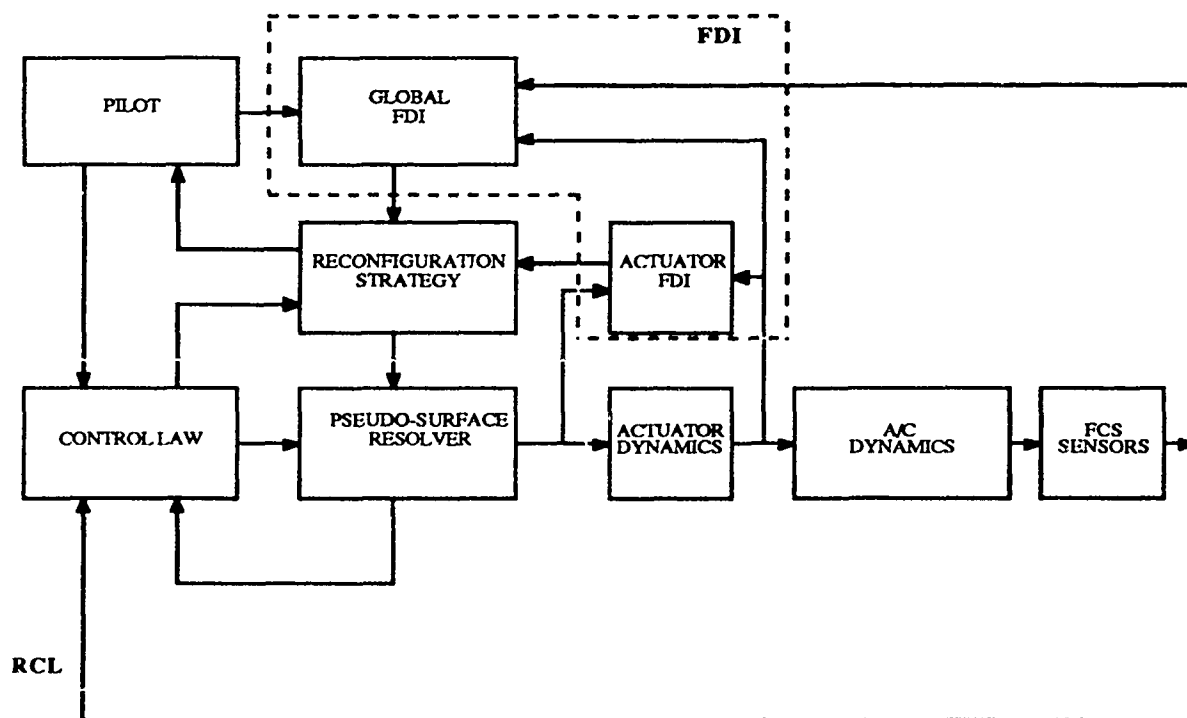 FDI
PILOT
GLOBAL
FDI
RECONFIGURATION
STRATEGY
ACTUATOR
FDI
CONTROL LAW
PSEUDO-SURFACE
RESOLVER
ACTUATOR
DYNAMICS
A/C
DYNAMICS
FCS
SENSORS
RCL